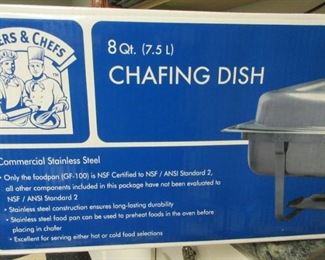 ERS & CHEFS
8 Qt. (7.5 L)
CHAFING DISH
Commercial Stainless Steel
• Only the foodpan (GF-100) is NSF Certified to NSF / ANSI Standard 2,
all other components included in this package have not been evaluated to
NSF / ANSI Standard 2
• Stainless steel construction ensures long-lasting durability
• Stainless steel food pan can be used to preheat foods in the oven before
placing in chafer
• Excellent for serving either hot or cold food selections